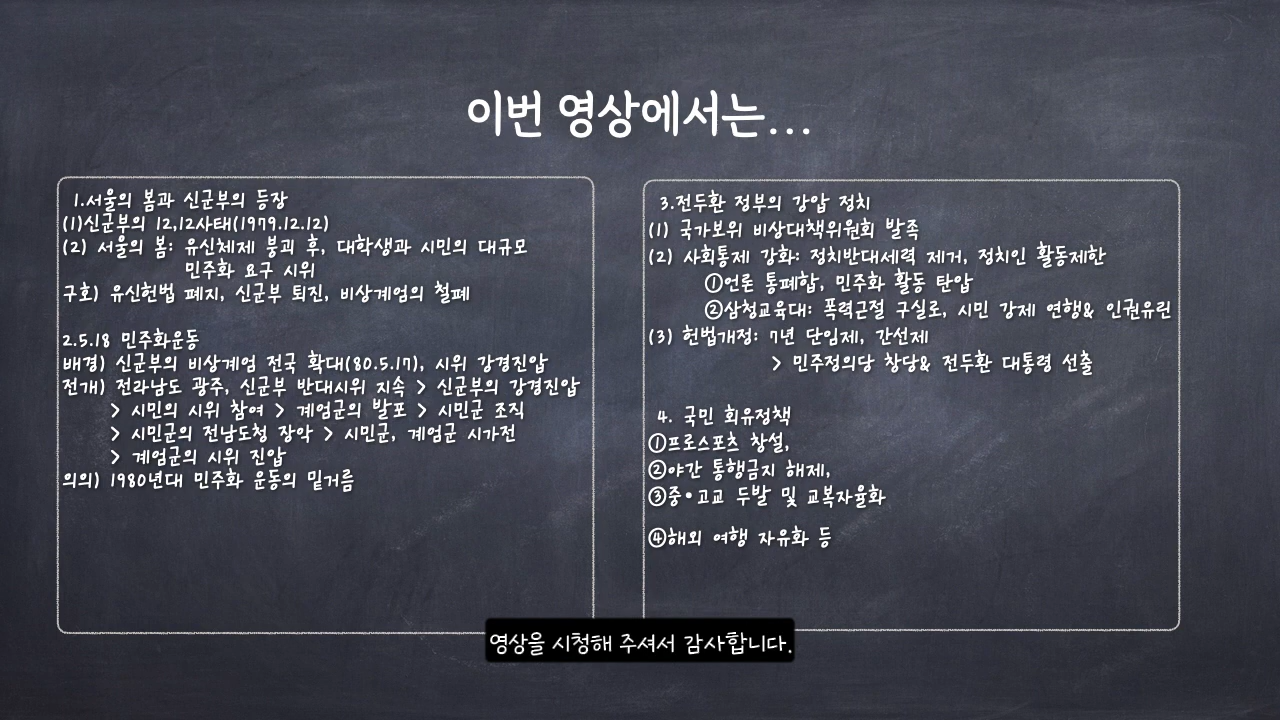 이번 영상에서는...
1.서울의 봄과 신군부의 등장
(1)신군부의 12,12사태(1979.12.12)
(2) 서울의 봄: 유신체제 붕괴 후, 대학생과 시민의 대규모
민주화 요구 시위
구호) 유신헌법 폐지, 신군부 퇴진, 비상계엄의 철폐
2.5.18 민주화운동
배경) 신군부의 비상계엄 전국 확대(80.5.17), 시위 강경진압
전개) 전라남도 광주, 신군부 반대시위 지속 > 신군부의 강경진압
> 시민의 시위 참여 > 계엄군의 발포 > 시민군 조직
> 시민군의 전남도청 장악 > 시민군, 계엄군 시가전
> 계엄군의 시위 진압
의의) 1980년대 민주화 운동의 밑거름
3.전두환 정부의 강압 정치
(1) 국가보위 비상대책위원회 발족
(2) 사회통제 강화: 정치반대세력 제거, 정치인 활동제한
①언론 통폐합, 민주화 활동 탄압
②삼청교육대: 폭력근절 구실로, 시민 강제 연행& 인권유린
(3) 헌법개정: 7년 단임제, 간선제
> 민주정의당 창당& 전두환 대통령 선출
4. 국민 회유정책
①프로스포츠 창설,
②야간 통행금지 해제,
③중•고교 두발 및 교복자율화
④해외 여행 자유화 등
영상을 시청해 주셔서 감사합니다.